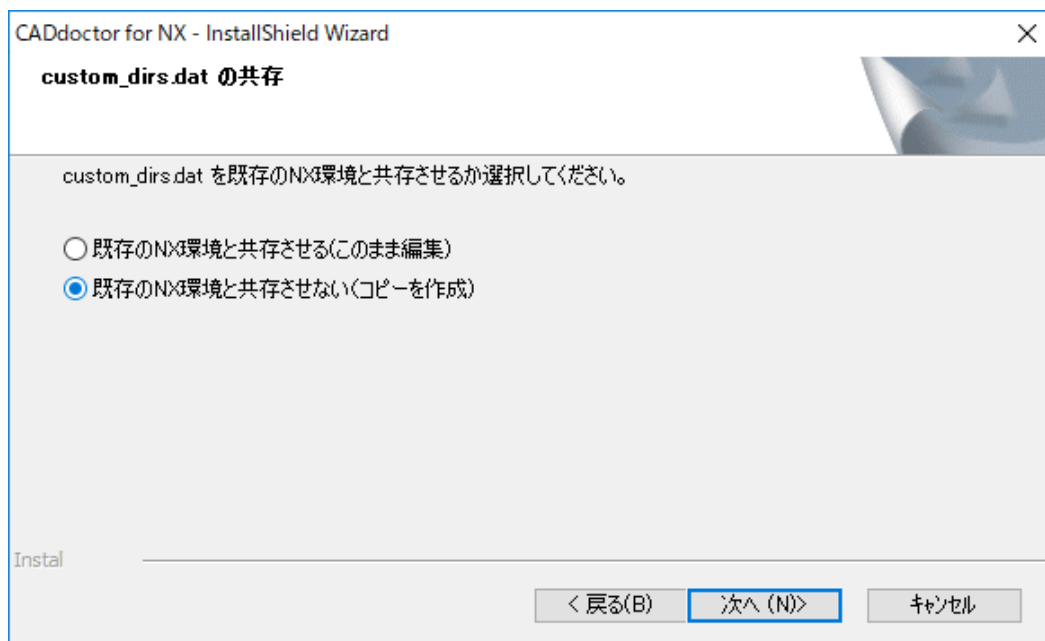 CADdoctor for NX - InstallShield Wizard
custom_dirs.dat の共存
custom_dirs.dat を既存のNX環境と共存させるか選択してください。
既存のNX環境と共存させる(このまま編集)
既存のNX環境と共存させない(コピーを作成)
Instal
< 戻る(B)
次へ (N)>
キャンセル